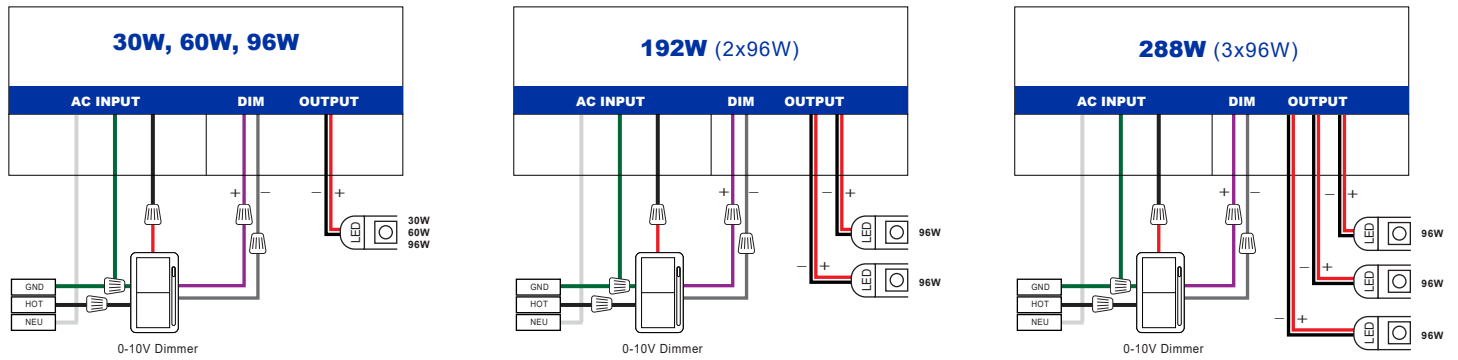 30W, 60W, 96W
AC INPUT DIM OUTPUT
+ −
− +
LED
30W
60W
96W
GND
HOT
NEU
0-10V Dimmer
192W (2x96W)
AC INPUT DIM OUTPUT
+ −
− +
LED 96W
− +
LED 96W
GND
HOT
NEU
0-10V Dimmer
288W (3x96W)
AC INPUT DIM OUTPUT
+ −
− +
LED 96W
− +
LED 96W
− +
LED 96W
GND
HOT
NEU
0-10V Dimmer